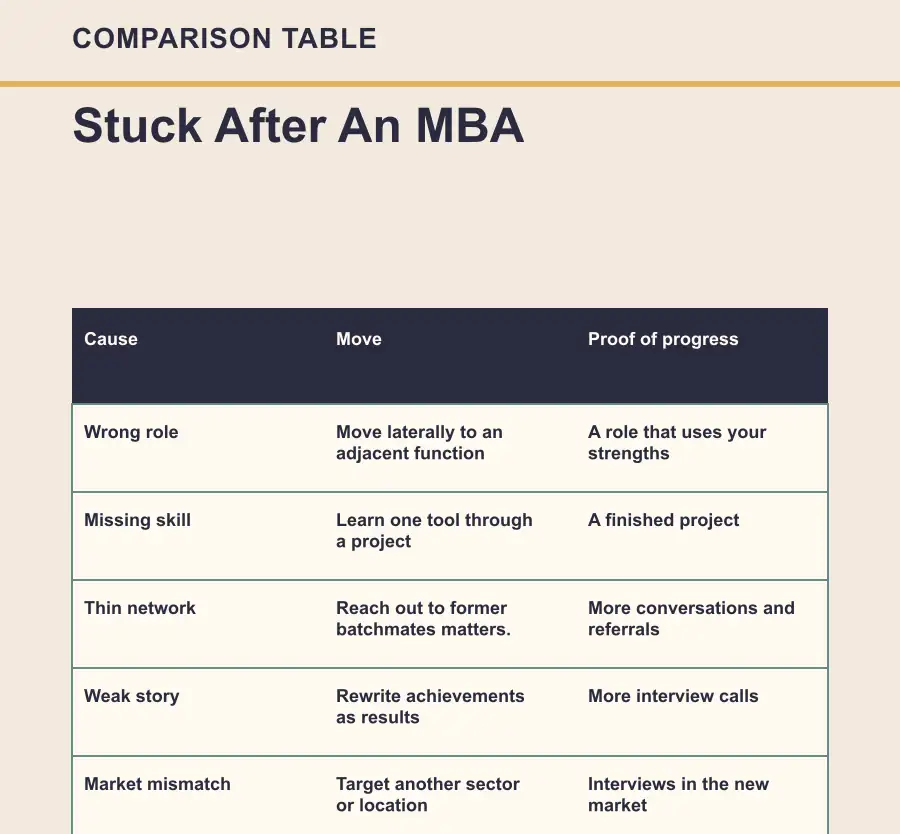 COMPARISON TABLE
Stuck After An MBA
Cause Move Proof of progress
Wrong role Move laterally to an A role that uses your
adjacent function strengths
Missing skill Learn one tool through A finished project
a project
Thin network Reach out to former More conversations and
batchmates matters. referrals
Weak story Rewrite achievements More interview calls
as results
Market mismatch Target another sector Interviews in the new
or location market